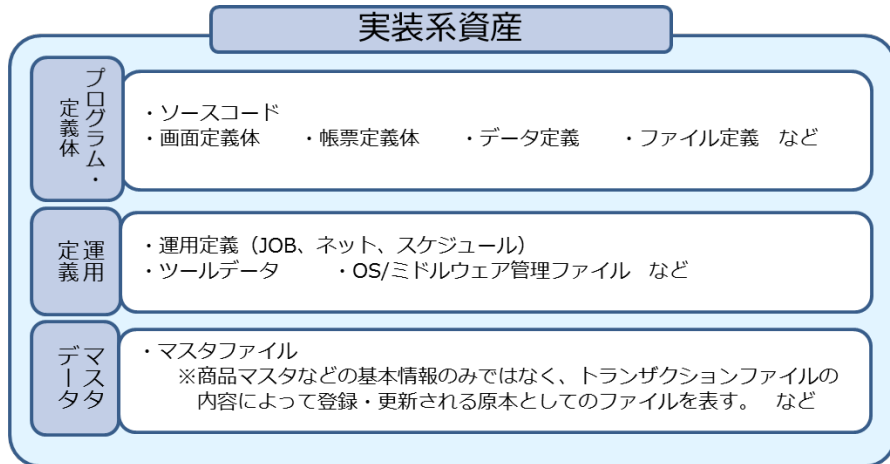 実装系資産
プログラム・
定義体
・ソースコード
・画面定義体　　・帳票定義体　　・データ定義　　・ファイル定義　など
運用
定義
・運用定義（JOB、ネット、スケジュール）
・ツールデータ　　　・OS/ミドルウェア管理ファイル　など
マスタ
データ
・マスタファイル
※商品マスタなどの基本情報のみではなく、トランザクションファイルの
内容によって登録・更新される原本としてのファイルを表す。　など